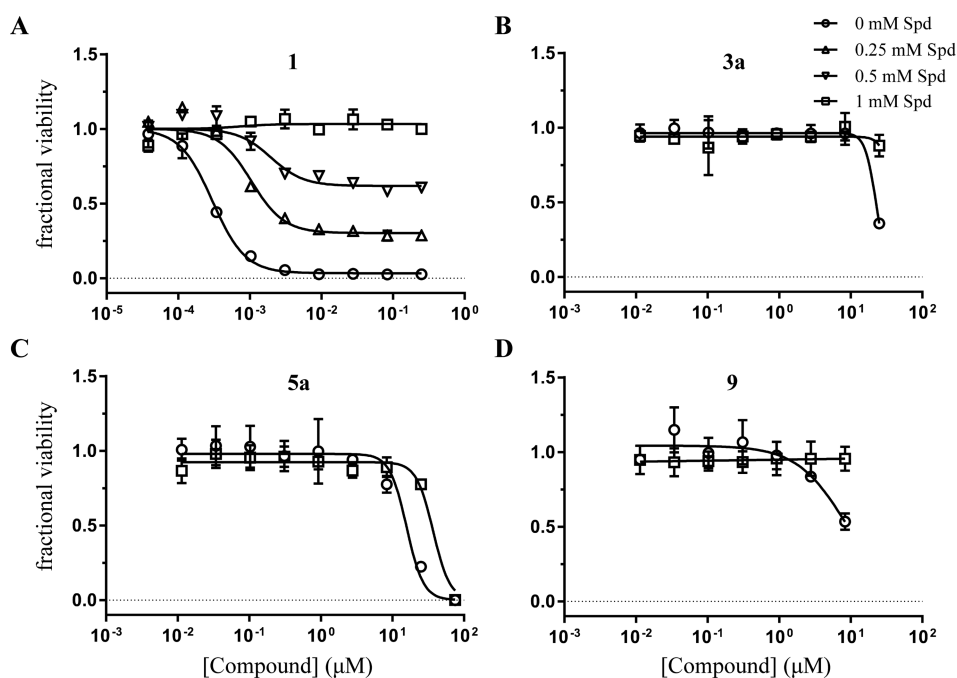 A
1
fractional viability
1.5
1.0
0.5
0.0
10-5 10-4 10-3 10-2 10-1 100
B
3a
0 mM Spd
0.25 mM Spd
0.5 mM Spd
1 mM Spd
1.5
1.0
0.5
0.0
10-3 10-2 10-1 100 101 102
C
5a
fractional viability
1.5
1.0
0.5
0.0
10-3 10-2 10-1 100 101 102
[Compound] (μM)
D
9
1.5
1.0
0.5
0.0
10-3 10-2 10-1 100 101 102
[Compound] (μM)